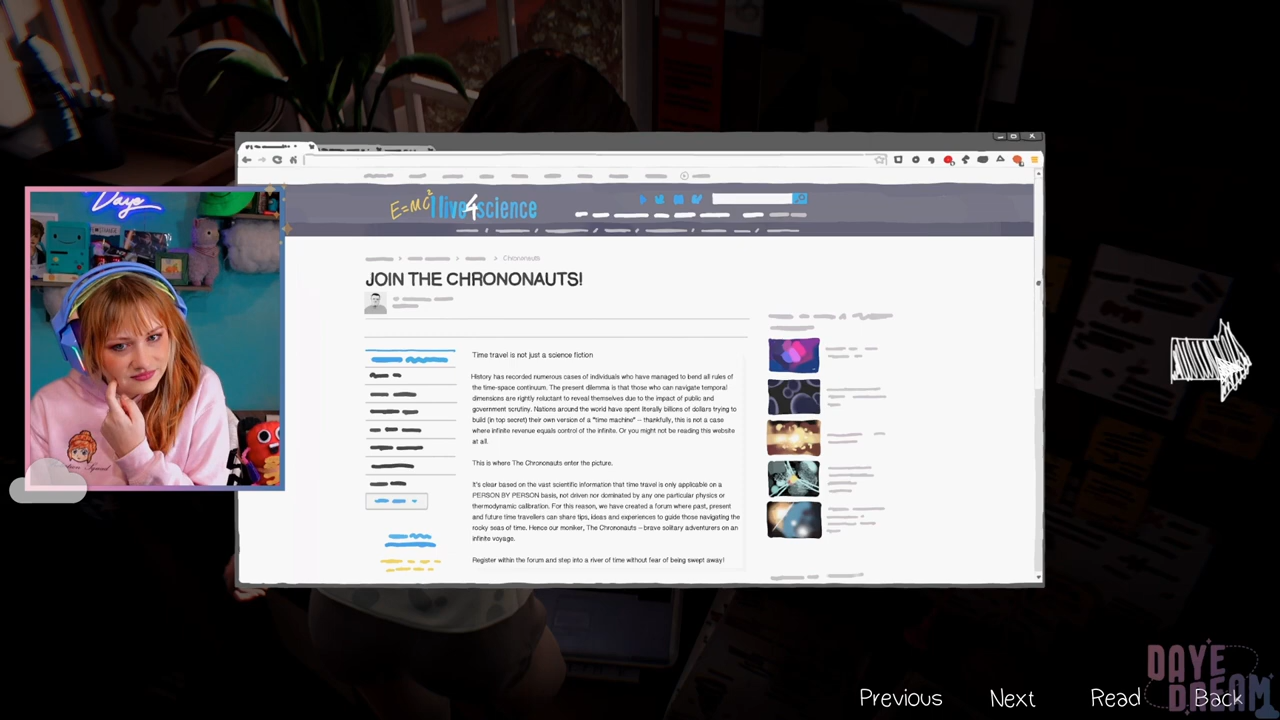 Daye
E=mc² I live4science
Chrononauts
JOIN THE CHRONONAUTS!
Time travel is not just a science fiction
History has recorded numerous cases of individuals who have managed to bend all rules of
the time-space continuum. The present dilemma is that those who can navigate temporal
dimensions are rightly reluctant to reveal themselves due to the impact of public and
government scrutiny. Nations around the world have spent literally billions of dollars trying to
build (in top secret) their own version of a "time machine" – thankfully, this is not a case
where infinite revenue equals control of the infinite. Or you might not be reading this website
at all.
This is where The Chrononauts enter the picture.
It's clear based on the vast scientific information that time travel is only applicable on a
PERSON BY PERSON basis, not driven nor dominated by any one particular physics or
thermodynamic calibration. For this reason, we have created a forum where past, present
and future time travellers can share tips, ideas and experiences to guide those navigating the
rocky seas of time. Hence our moniker, The Chrononauts – brave solitary adventurers on an
infinite voyage.
Register within the forum and step into a river of time without fear of being swept away!
DAYE
DREAM
Previous Next Read Back